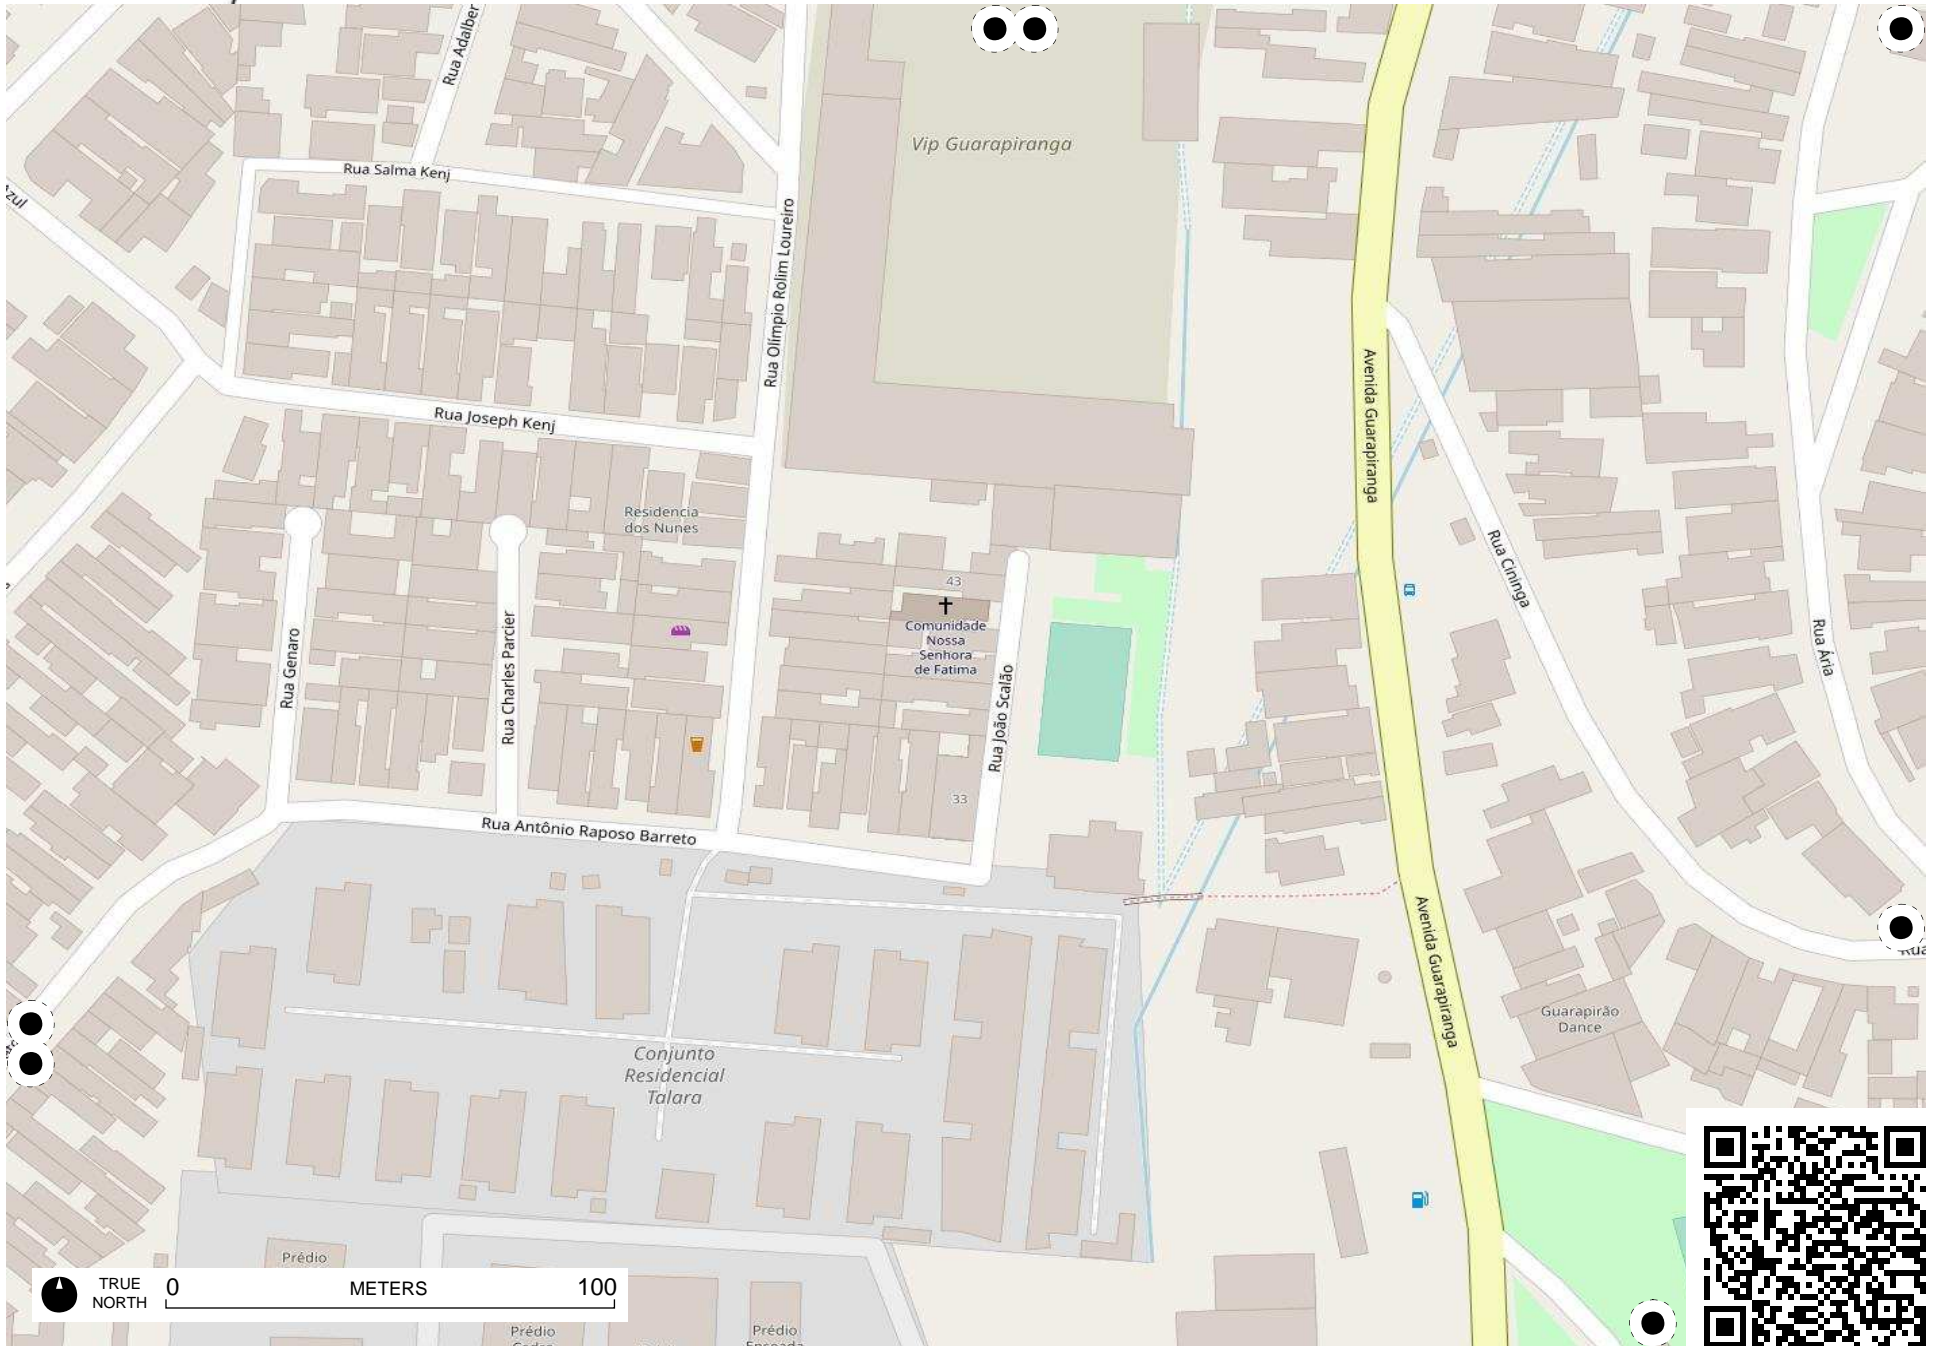 Rua Adalber
Vip Guarapiranga
Rua Salma Kenj
Azul
Rua Olímpio Rolim Loureiro
Avenida Guarapiranga
Rua Joseph Kenj
Residencia
dos Nunes
Rua Cininga
43
Comunidade
Nossa
Senhora
de Fatima
Rua Genaro
Rua Charles Parcier
Rua João Scalão
Rua Ária
33
Rua Antônio Raposo Barreto
Avenida Guarapiranga
Rua
Guarapirão
Dance
Conjunto
Residencial
Talara
Prédio
TRUE
NORTH
0 METERS 100
Prédio
Prédio